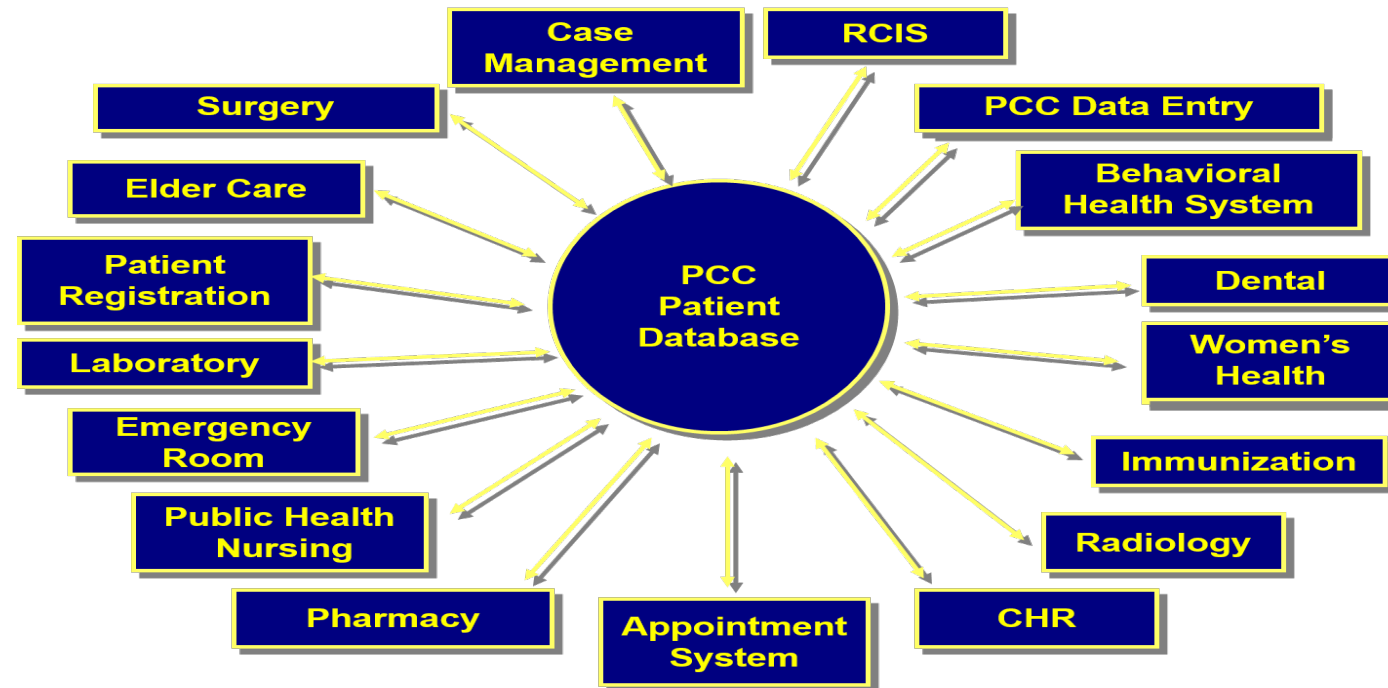 Case
Management
RCIS
Surgery
PCC Data Entry
Elder Care
Behavioral
Health System
Patient
Registration
PCC
Patient
Database
Dental
Laboratory
Women’s
Health
Emergency
Room
Immunization
Public Health
Nursing
Radiology
Pharmacy
Appointment
System
CHR